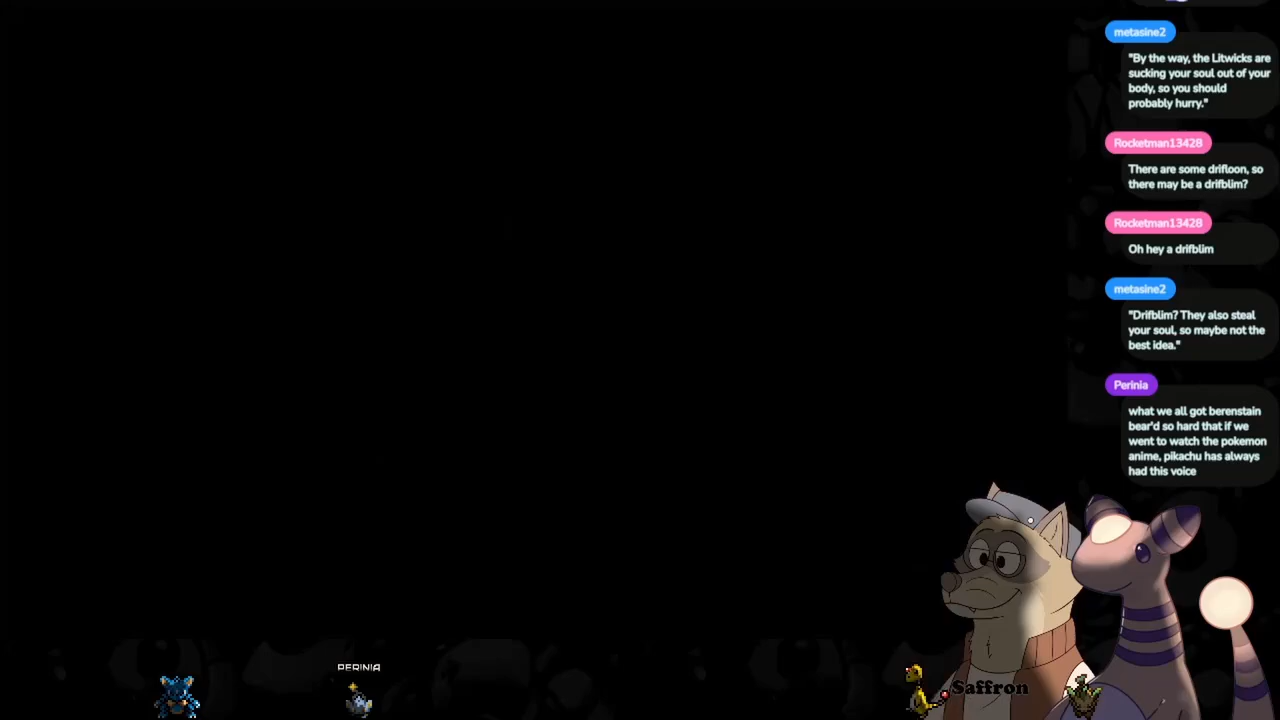 metasine2
"By the way, the Litwicks are
sucking your soul out of your
body, so you should
probably hurry."
Rocketman13428
There are some drifloon, so
there may be a drifblim?
Rocketman13428
Oh hey a drifblim
metasine2
"Drifblim? They also steal
your soul, so maybe not the
best idea."
Perinia
what we all got berenstain
bear'd so hard that if we
went to watch the pokemon
anime, pikachu has always
had this voice
PERINIA
Saffron